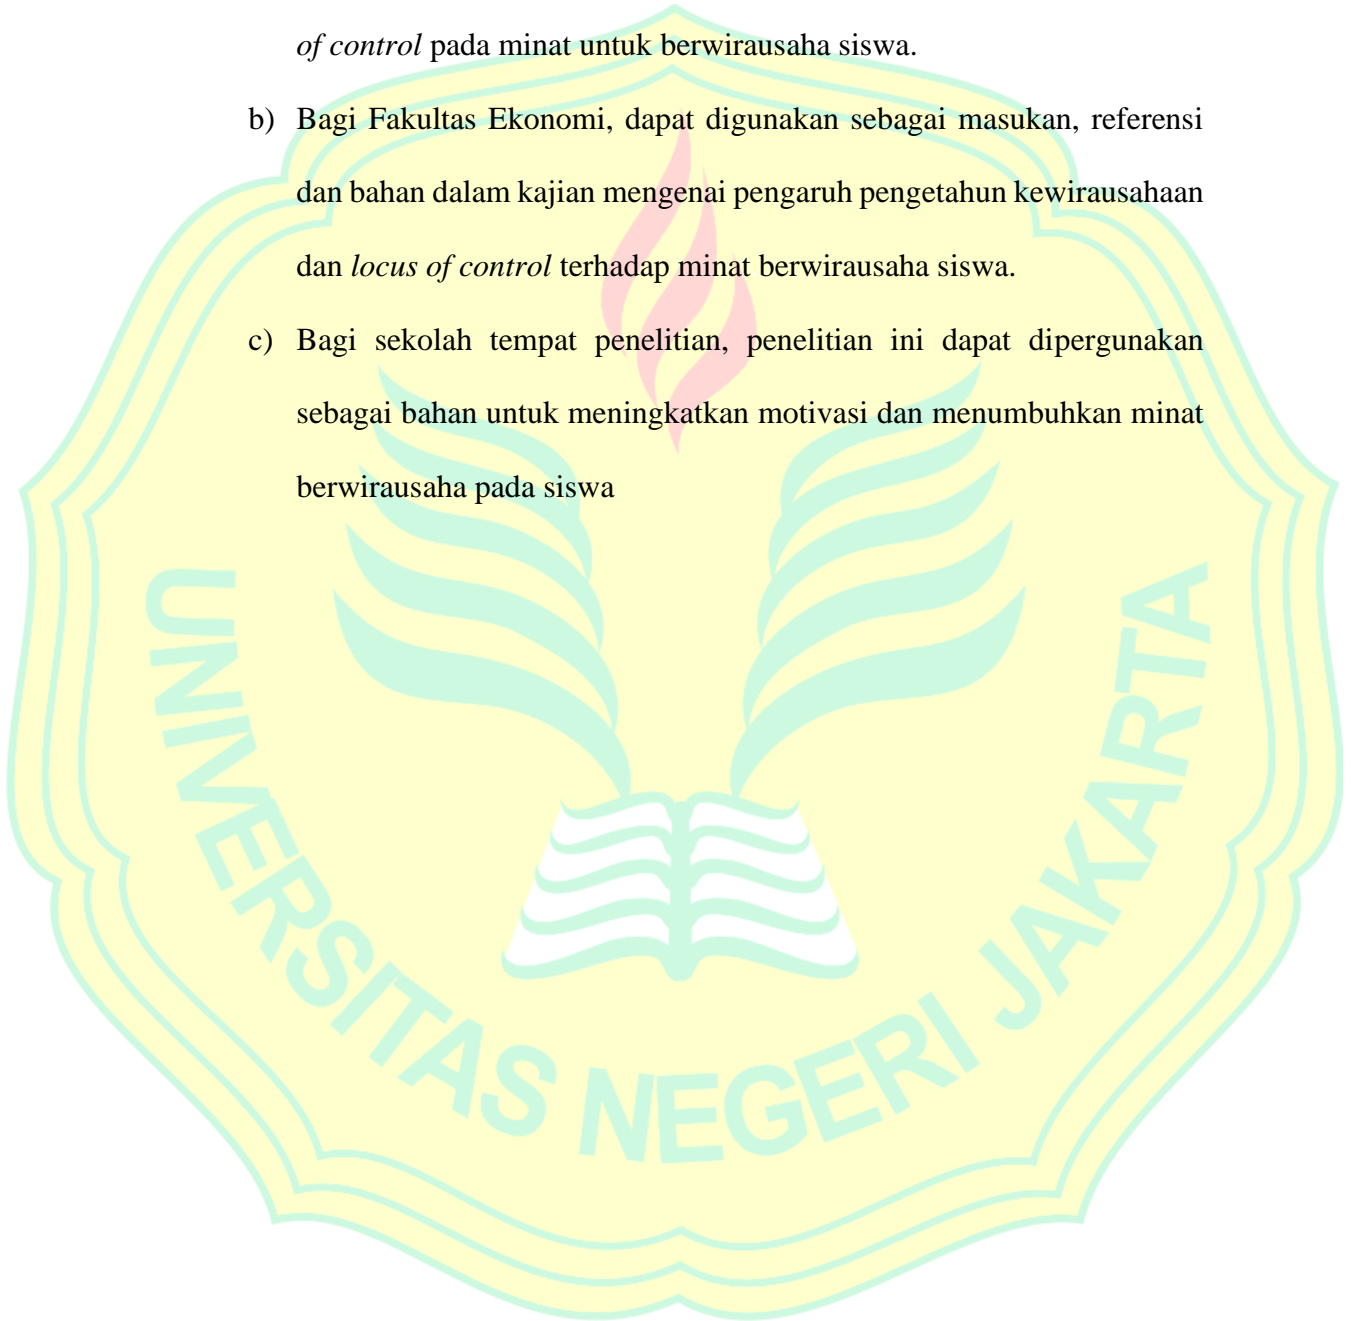 of control pada minat untuk berwirausaha siswa.
b) Bagi Fakultas Ekonomi, dapat digunakan sebagai masukan, referensi
dan bahan dalam kajian mengenai pengaruh pengetahun kewirausahaan
dan locus of control terhadap minat berwirausaha siswa.
c) Bagi sekolah tempat penelitian, penelitian ini dapat dipergunakan
sebagai bahan untuk meningkatkan motivasi dan menumbuhkan minat
berwirausaha pada siswa
UNIVERSITAS NEGERI JAKARTA